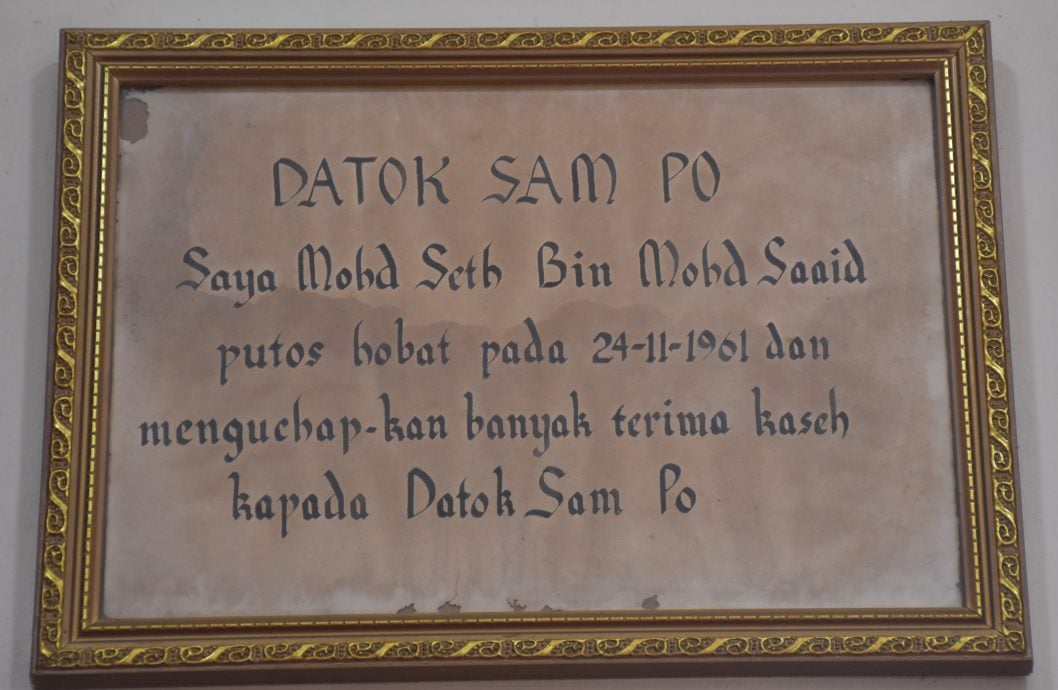 DATOK SAM PO
Saya Mohd Seth Bin Mohd Saaid
putos hobat pada 24-11-1961 dan
menguchap-kan banyak terima kaseh
kapada Datok Sam Po